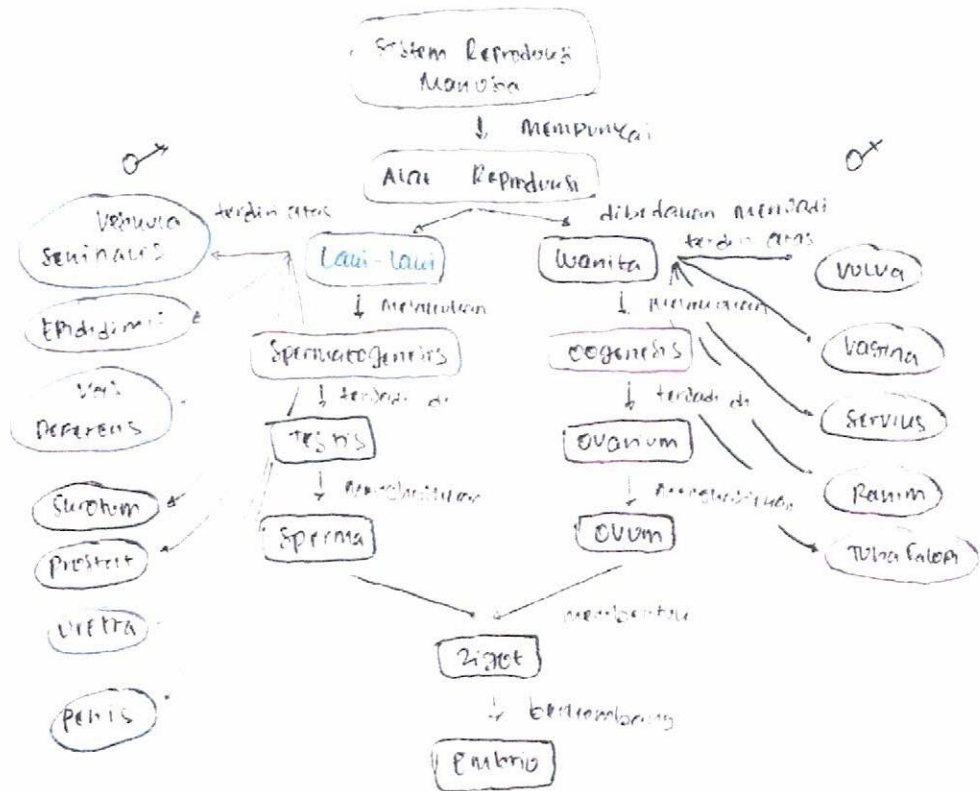 Sistem Reproduksi
Manusia
mempunyai
Alat Reproduksi
dibedakan menjadi
Vesikula
Seminalis
terdiri atas
Laki-Laki
Wanita
terdiri atas
Vulva
Epididimis
melakukan
melakukan
Vagina
Spermatogenesis
oogenesis
Vas
Deferens
terjadi di
terjadi di
Serviks
Testis
Ovarium
Skrotum
menghasilkan
menghasilkan
Rahim
Prostat
Sperma
Ovum
Tuba Falopi
Uretra
membentuk
Zigot
Penis
berkembang
Embrio